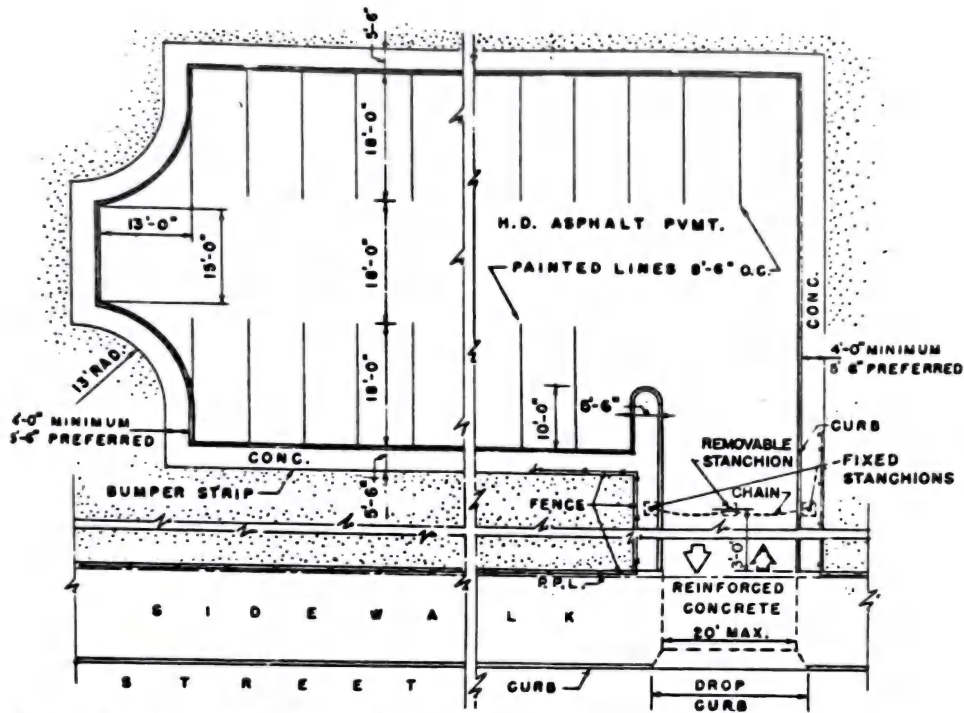 5'-6"
18'-0"
13'-0"
15'-0"
18'-0"
H.D. ASPHALT PVMT.
PAINTED LINES 8'-6" O.C.
CONC.
13' RAD.
18'-0"
10'-0"
5'-6"
4'-0" MINIMUM
5'-6" PREFERRED
4'-0" MINIMUM
5'-6" PREFERRED
CONC.
BUMPER STRIP
5'-6"
FENCE
REMOVABLE
STANCHION
CHAIN
CURB
FIXED
STANCHIONS
3'-0"
P.P.L.
REINFORCED
CONCRETE
20' MAX.
SIDEWALK
STREET
CURB
DROP
CURB